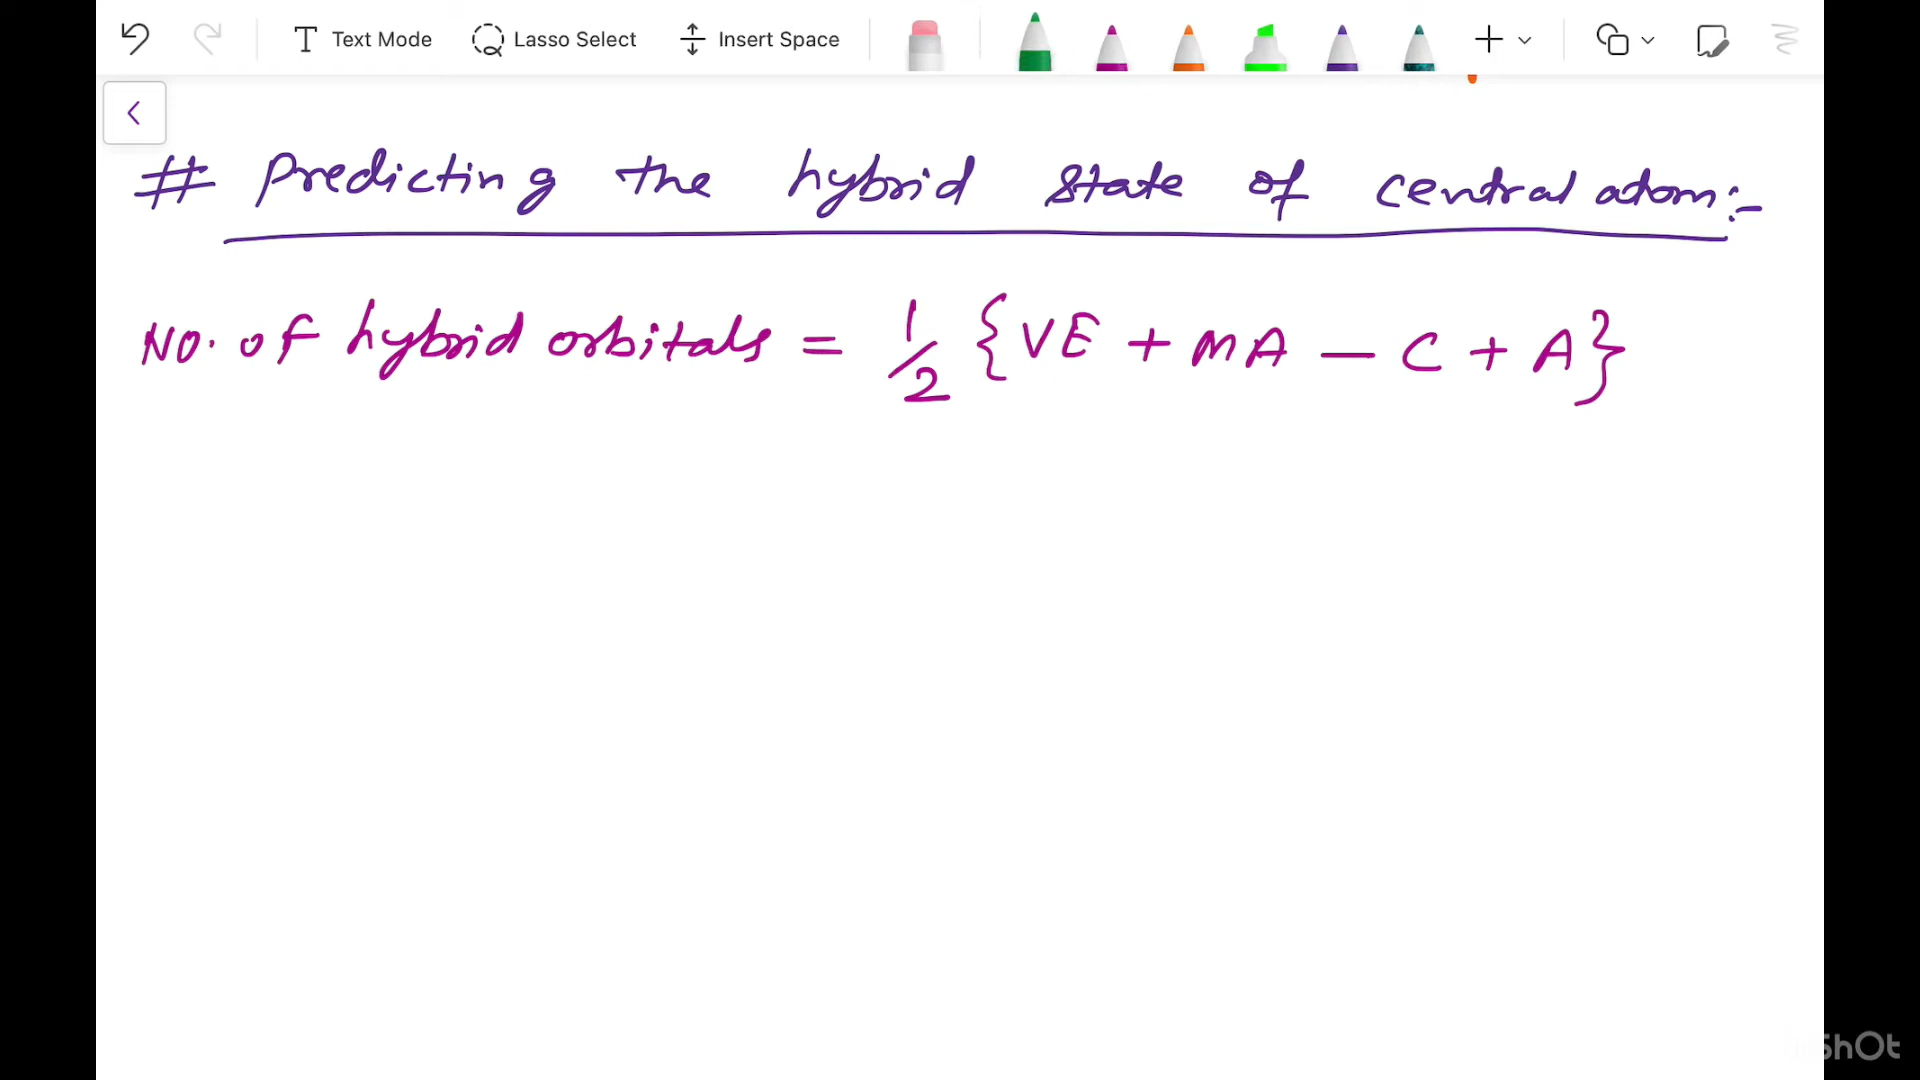 Text Mode Lasso Select Insert Space
# Predicting the hybrid state of central atom:-
No. of hybrid orbitals = 1/2 {VE + MA - C + A}